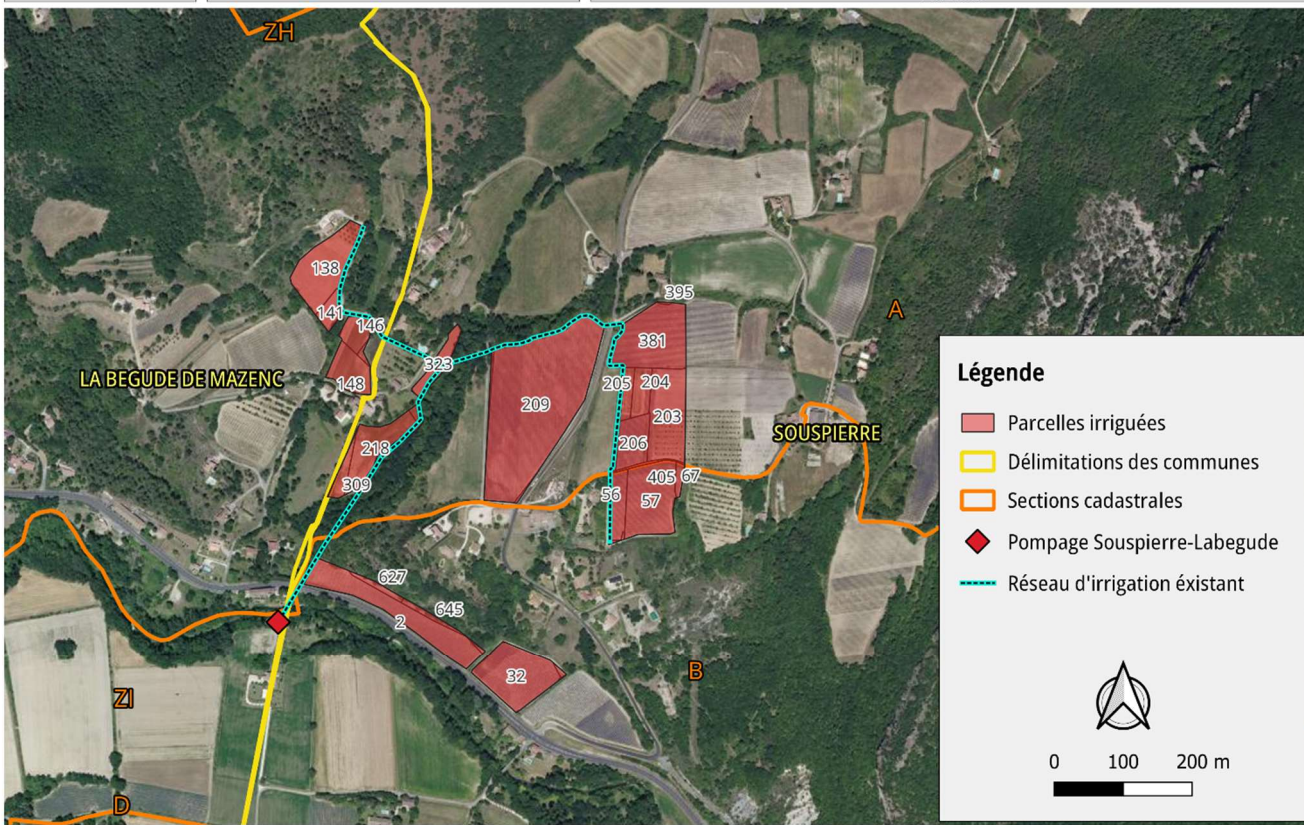 ZH
138
141
146
395
A
323
381
LA BEGUDE DE MAZENC
148
205
204
209
203
SOUSPIERRE
206
218
405
67
309
56
57
627
645
2
32
B
ZI
D
Légende
Parcelles irriguées
Délimitations des communes
Sections cadastrales
Pompage Souspierre-Labegude
Réseau d'irrigation éxistant
0 100 200 m